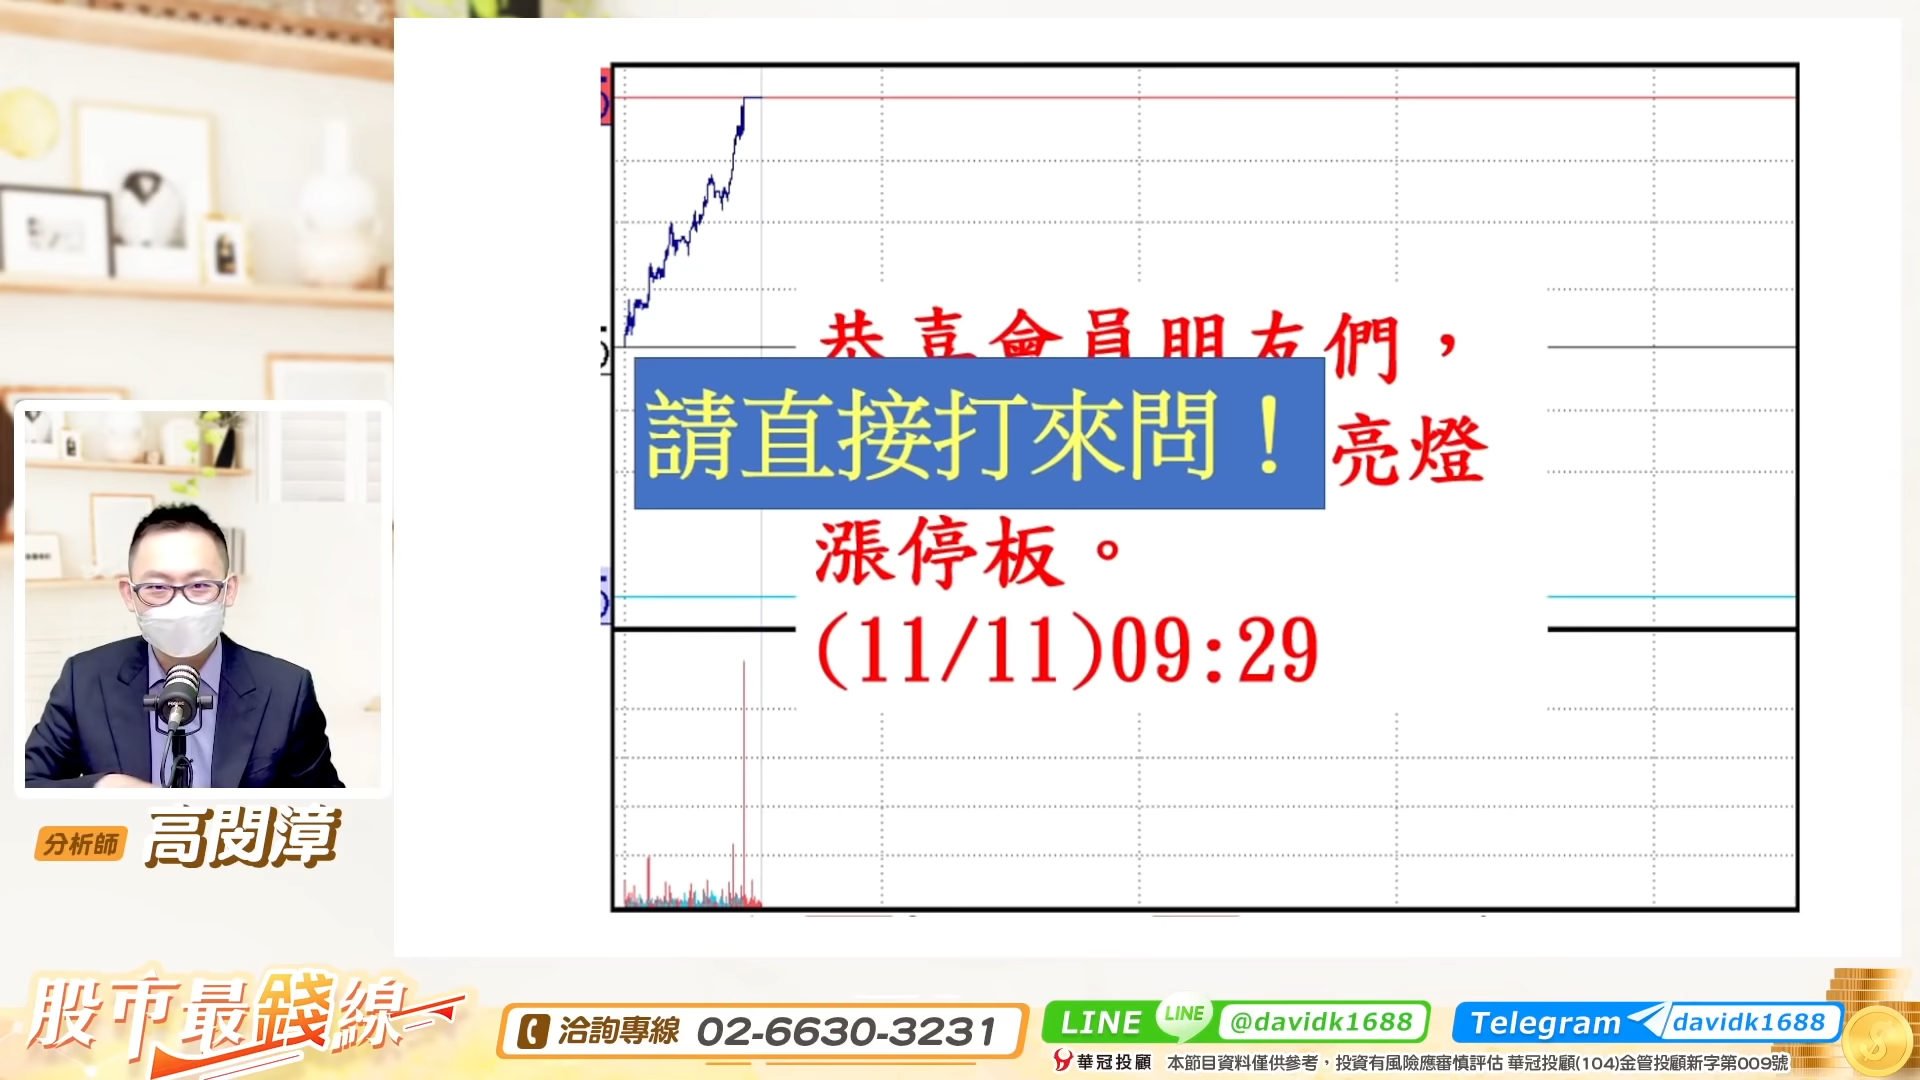 恭喜會員朋友們，
請直接打來問！
亮燈
漲停板。
(11/11)09:29
分析師 高閔漳
股市最錢線
洽詢專線 02-6630-3231
LINE LINE @davidk1688
Telegram davidk1688
華冠投顧 本節目資料僅供參考，投資有風險應審慎評估 華冠投顧(104)金管投顧新字第009號